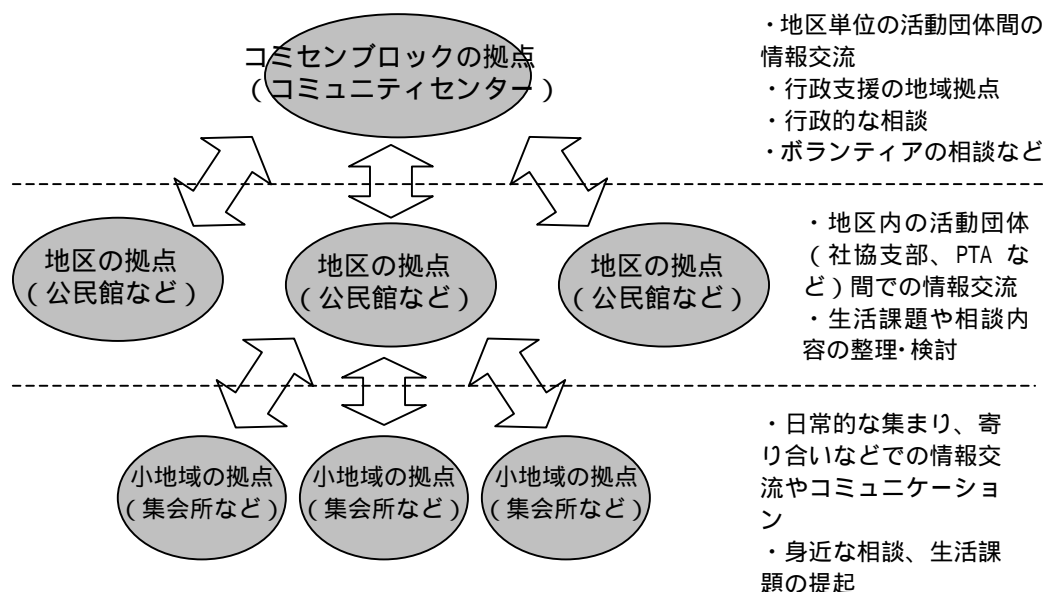 コミセンブロックの拠点
(コミュニティセンター)
・地区単位の活動団体間の
情報交流
・行政支援の地域拠点
・行政的な相談
・ボランティアの相談など
地区の拠点
(公民館など)
地区の拠点
(公民館など)
地区の拠点
(公民館など)
・地区内の活動団体
(社協支部、PTA な
ど)間での情報交流
・生活課題や相談内
容の整理・検討
小地域の拠点
(集会所など)
小地域の拠点
(集会所など)
小地域の拠点
(集会所など)
・日常的な集まり、寄
り合いなどでの情報交
流やコミュニケーショ
ン
・身近な相談、生活課
題の提起